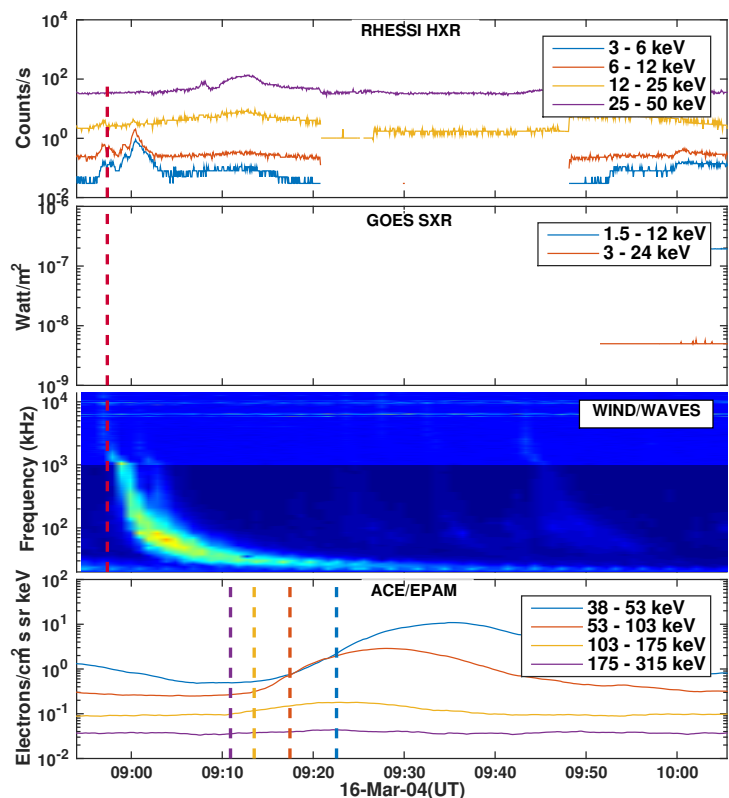 RHESSI HXR
10^4
10^2
10^0
10^-2
Counts/s
3 - 6 keV
6 - 12 keV
12 - 25 keV
25 - 50 keV
GOES SXR
10^-6
10^-7
10^-8
10^-9
Watt/m^2
1.5 - 12 keV
3 - 24 keV
WIND/WAVES
10^4
10^3
10^2
Frequency (kHz)
ACE/EPAM
10^2
10^1
10^0
10^-1
10^-2
Electrons/cm^2 s sr keV
38 - 53 keV
53 - 103 keV
103 - 175 keV
175 - 315 keV
09:00 09:10 09:20 09:30 09:40 09:50 10:00
16-Mar-04(UT)